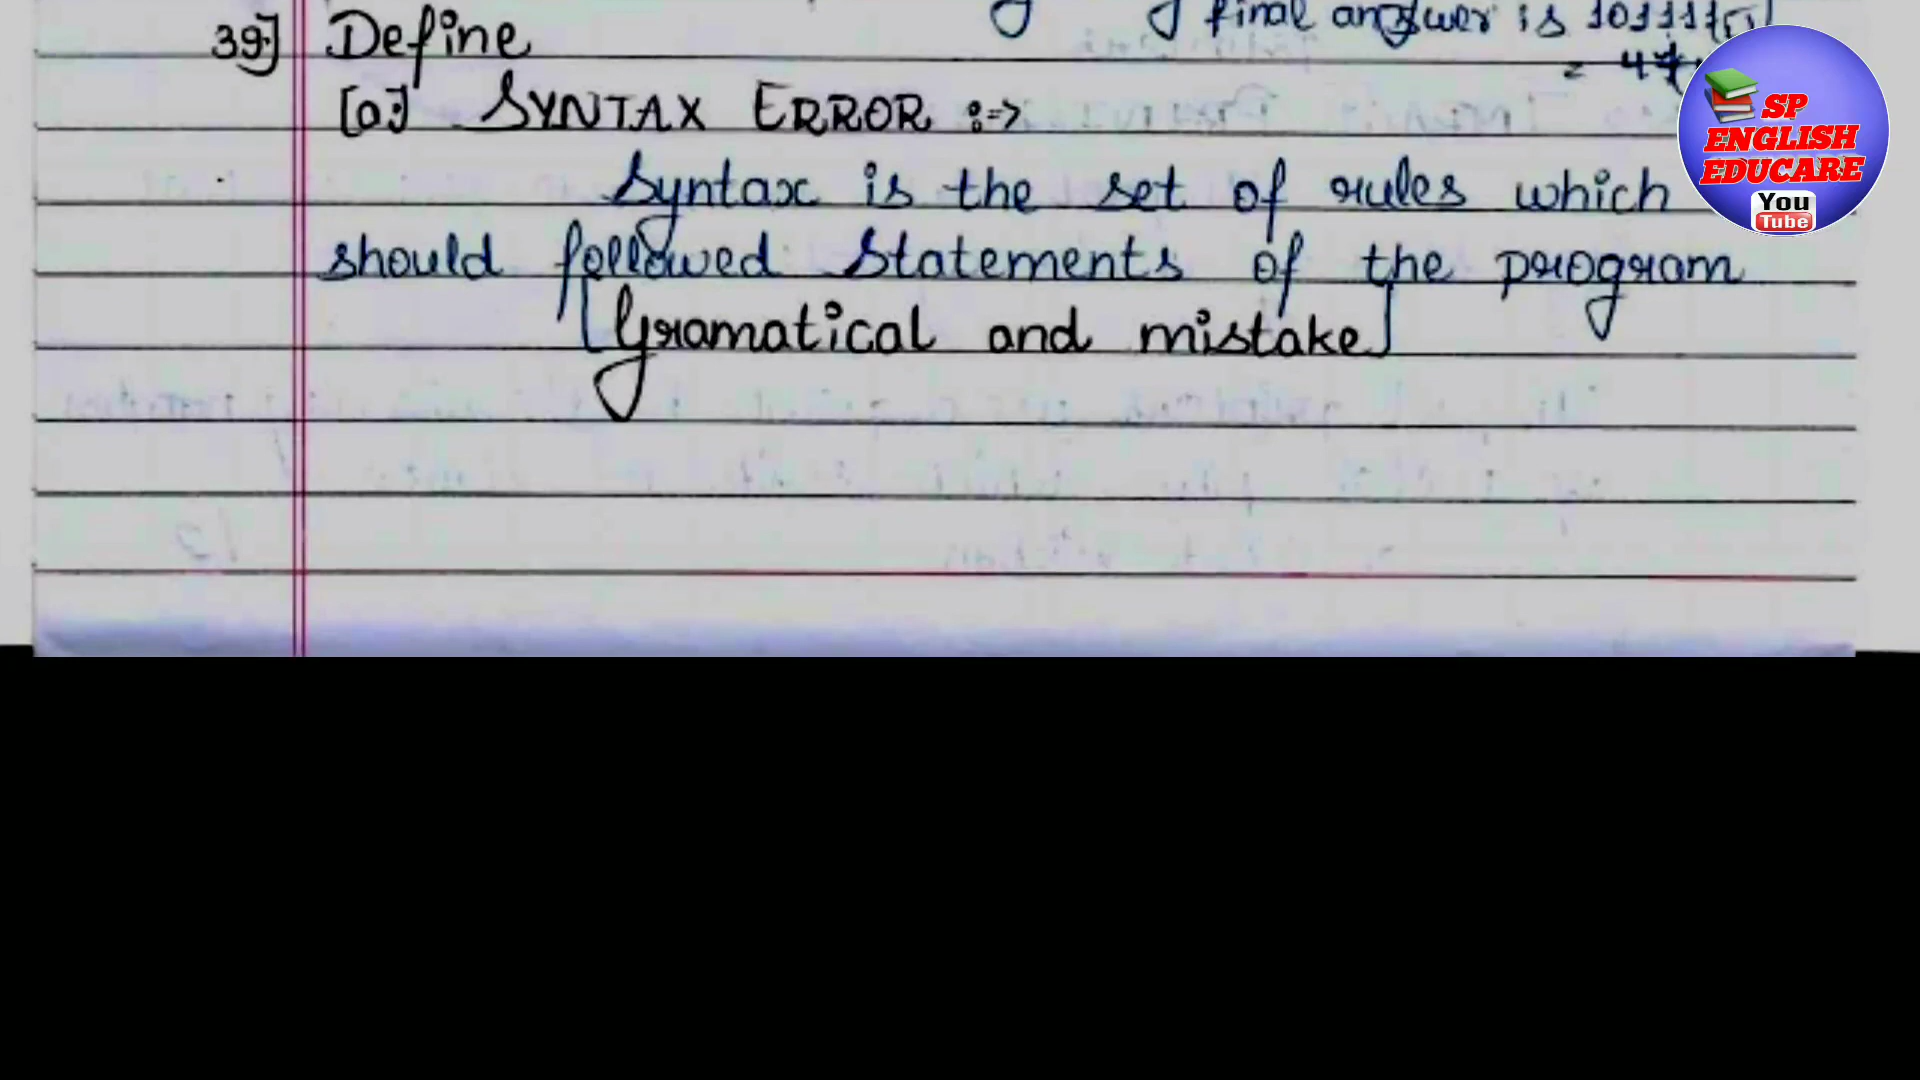 final answer is 101111
= 47
39.] Define
[a.] SYNTAX ERROR :->
Syntax is the set of rules which
should followed statements of the program
[Gramatical and mistake]
SP
ENGLISH
EDUCARE
You
Tube